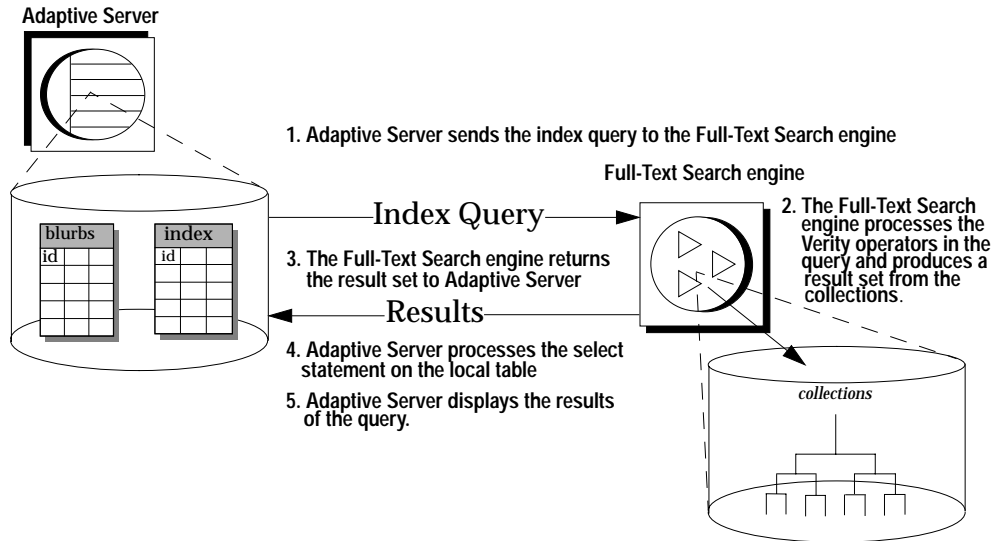 Adaptive Server
1. Adaptive Server sends the index query to the Full-Text Search engine
Full-Text Search engine
Index Query
2. The Full-Text Search
engine processes the
Verity operators in the
query and produces a
result set from the
collections.
blurbs
id
index
id
3. The Full-Text Search engine returns
the result set to Adaptive Server
Results
4. Adaptive Server processes the select
statement on the local table
5. Adaptive Server displays the results
of the query.
collections